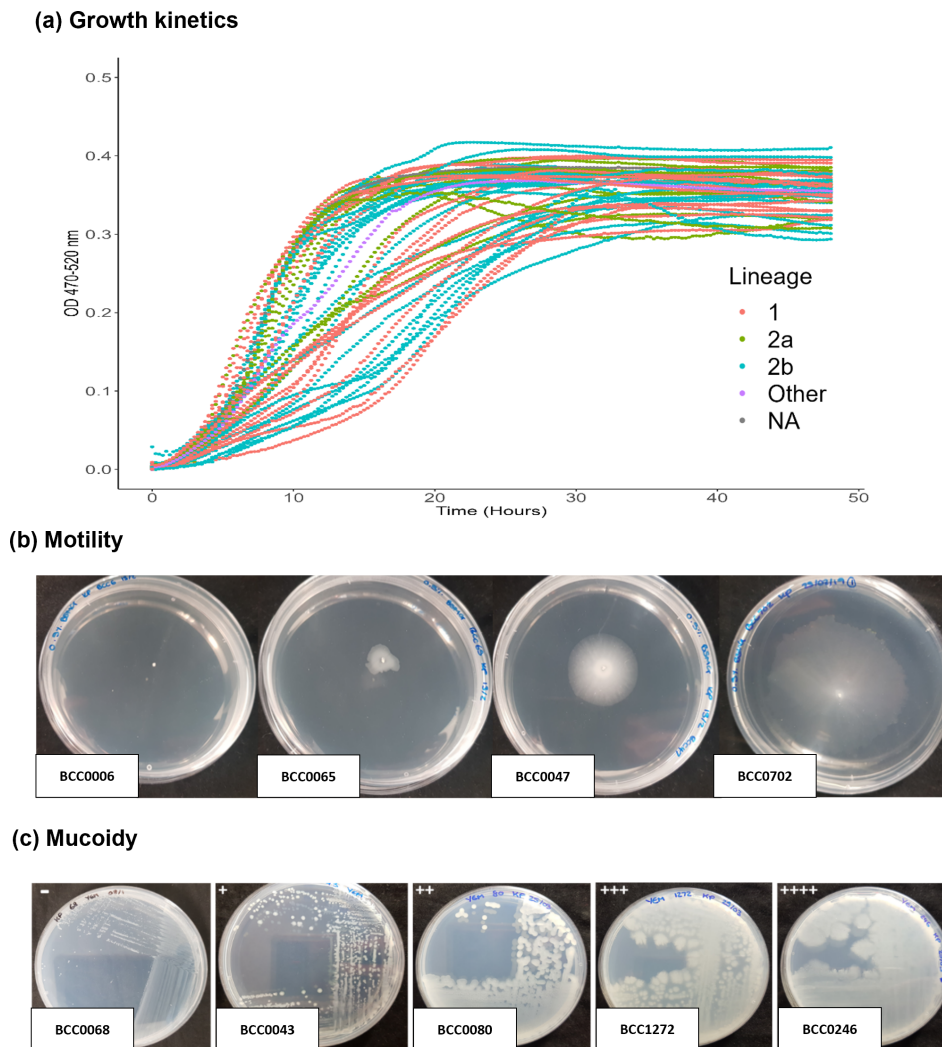 (a) Growth kinetics
0.5
0.4
0.3
0.2
0.1
0.0
OD 470-520 nm
0 10 20 30 40 50
Time (Hours)
Lineage
1
2a
2b
Other
NA
(b) Motility
BCC0006
BCC0065
BCC0047
BCC0702
(c) Mucoidy
-
+
++
+++
++++
BCC0068
BCC0043
BCC0080
BCC1272
BCC0246